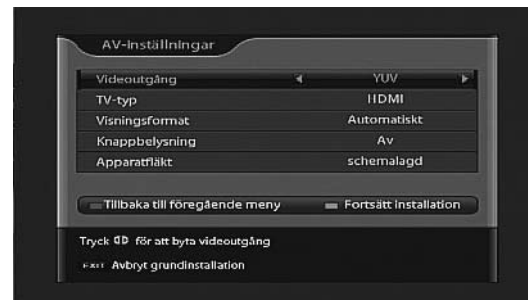 AV-Inställningar
Videoutgång YUV
TV-typ HDMI
Visningsformat Automatiskt
Knappbelysning Av
Apparatfläkt schemalagd
Tillbaka till föregående meny Fortsätt Installation
Tryck för att byta videoutgång
EXIT Avbryt grundinstallation